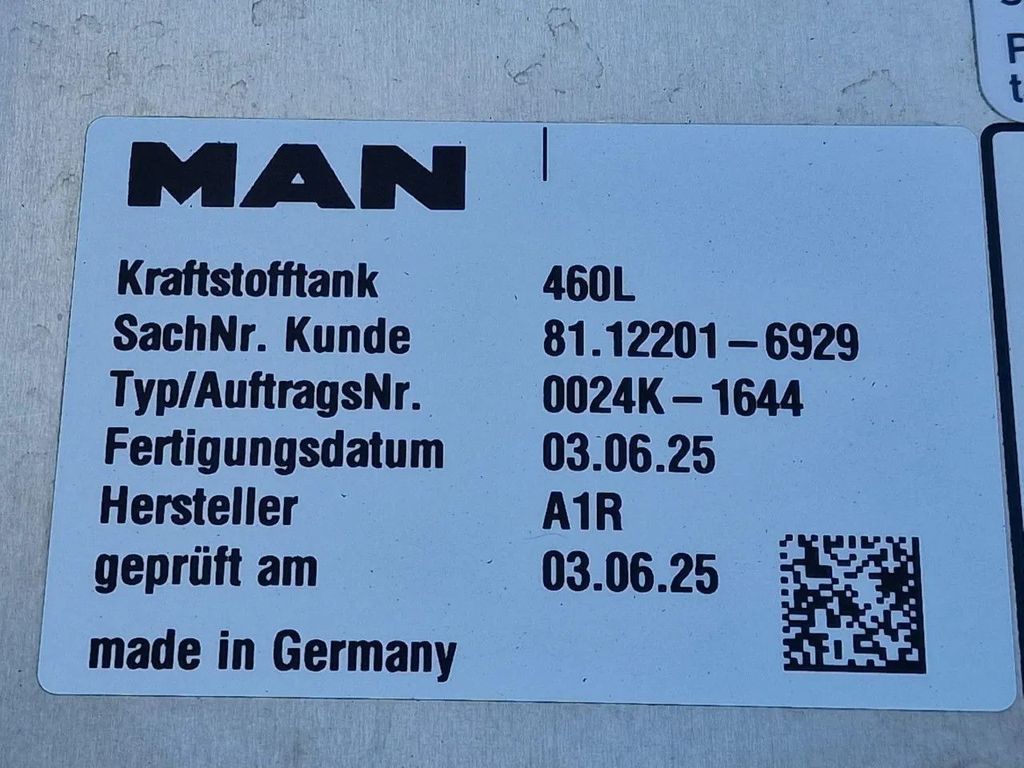 MAN
Kraftstofftank 460L
SachNr. Kunde 81.12201-6929
Typ/AuftragsNr. 0024K-1644
Fertigungsdatum 03.06.25
Hersteller A1R
geprüft am 03.06.25
made in Germany